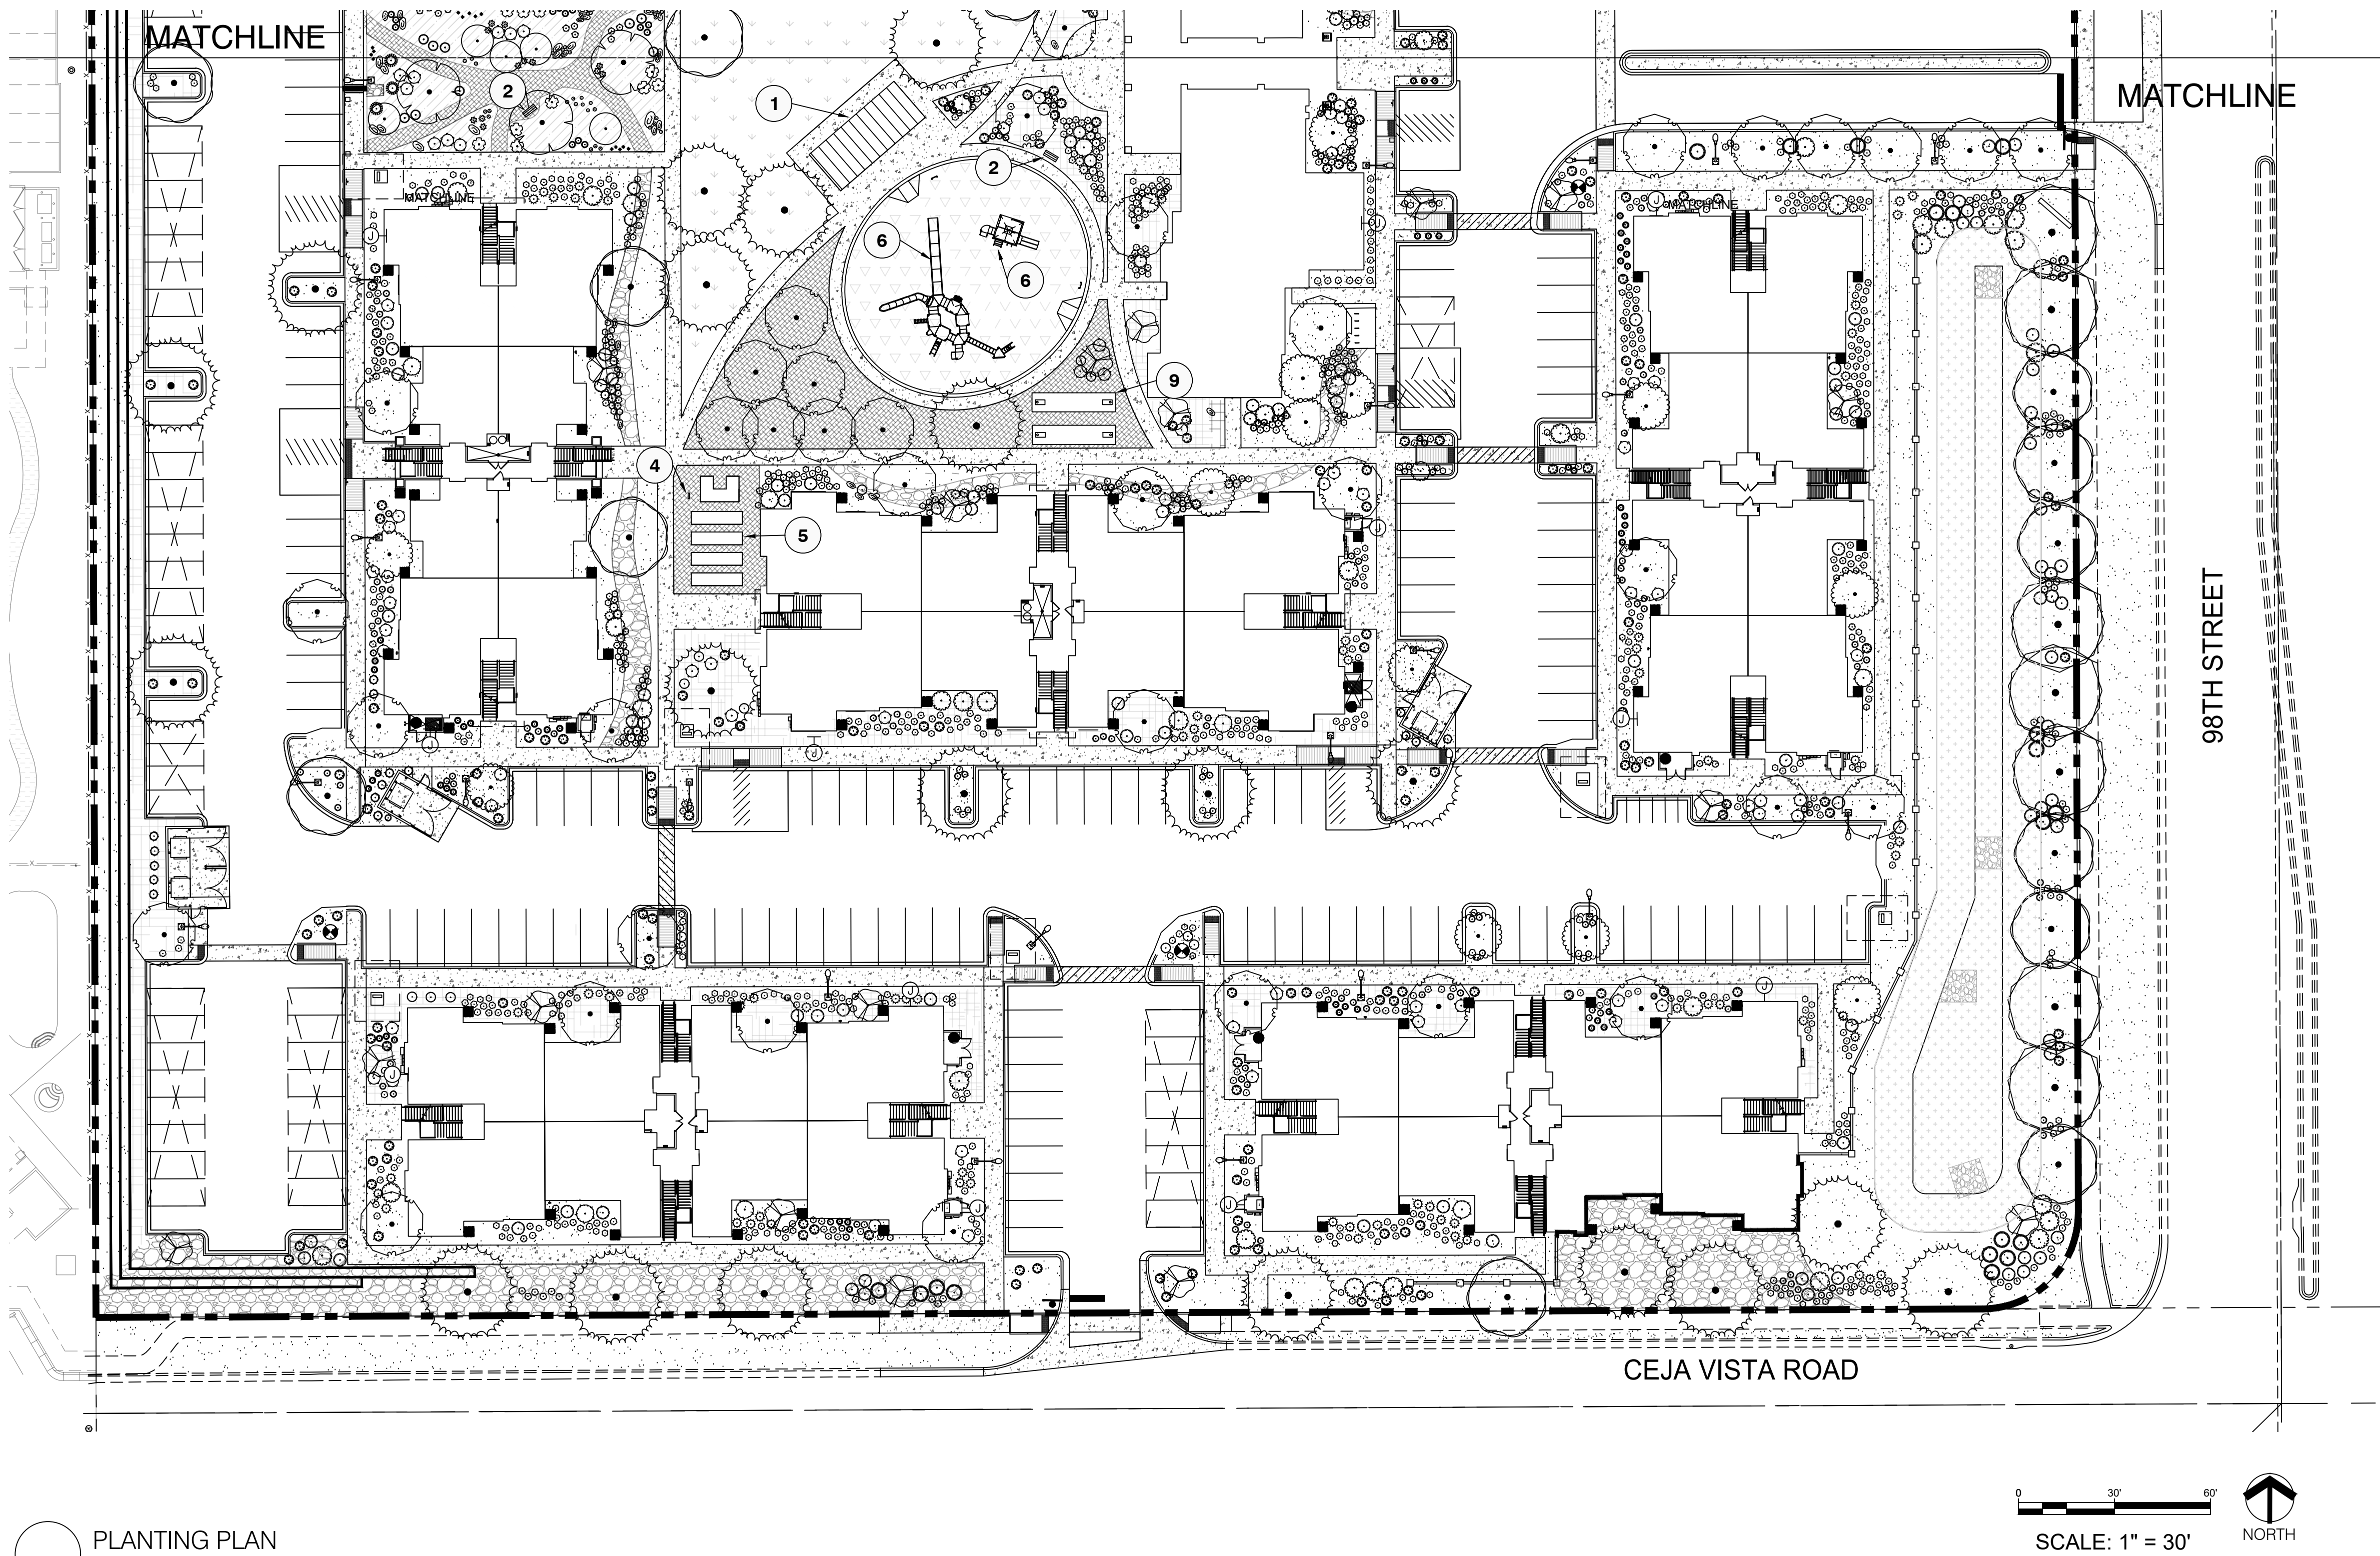 MATCHLINE
MATCHLINE
2
1
2
MATCHLINE
MATCHLINE
J
J
J
6
6
9
4
5
J
98TH STREET
J
J
J
J
J
J
J
J
CEJA VISTA ROAD
0 30' 60'
SCALE: 1" = 30'
NORTH
PLANTING PLAN